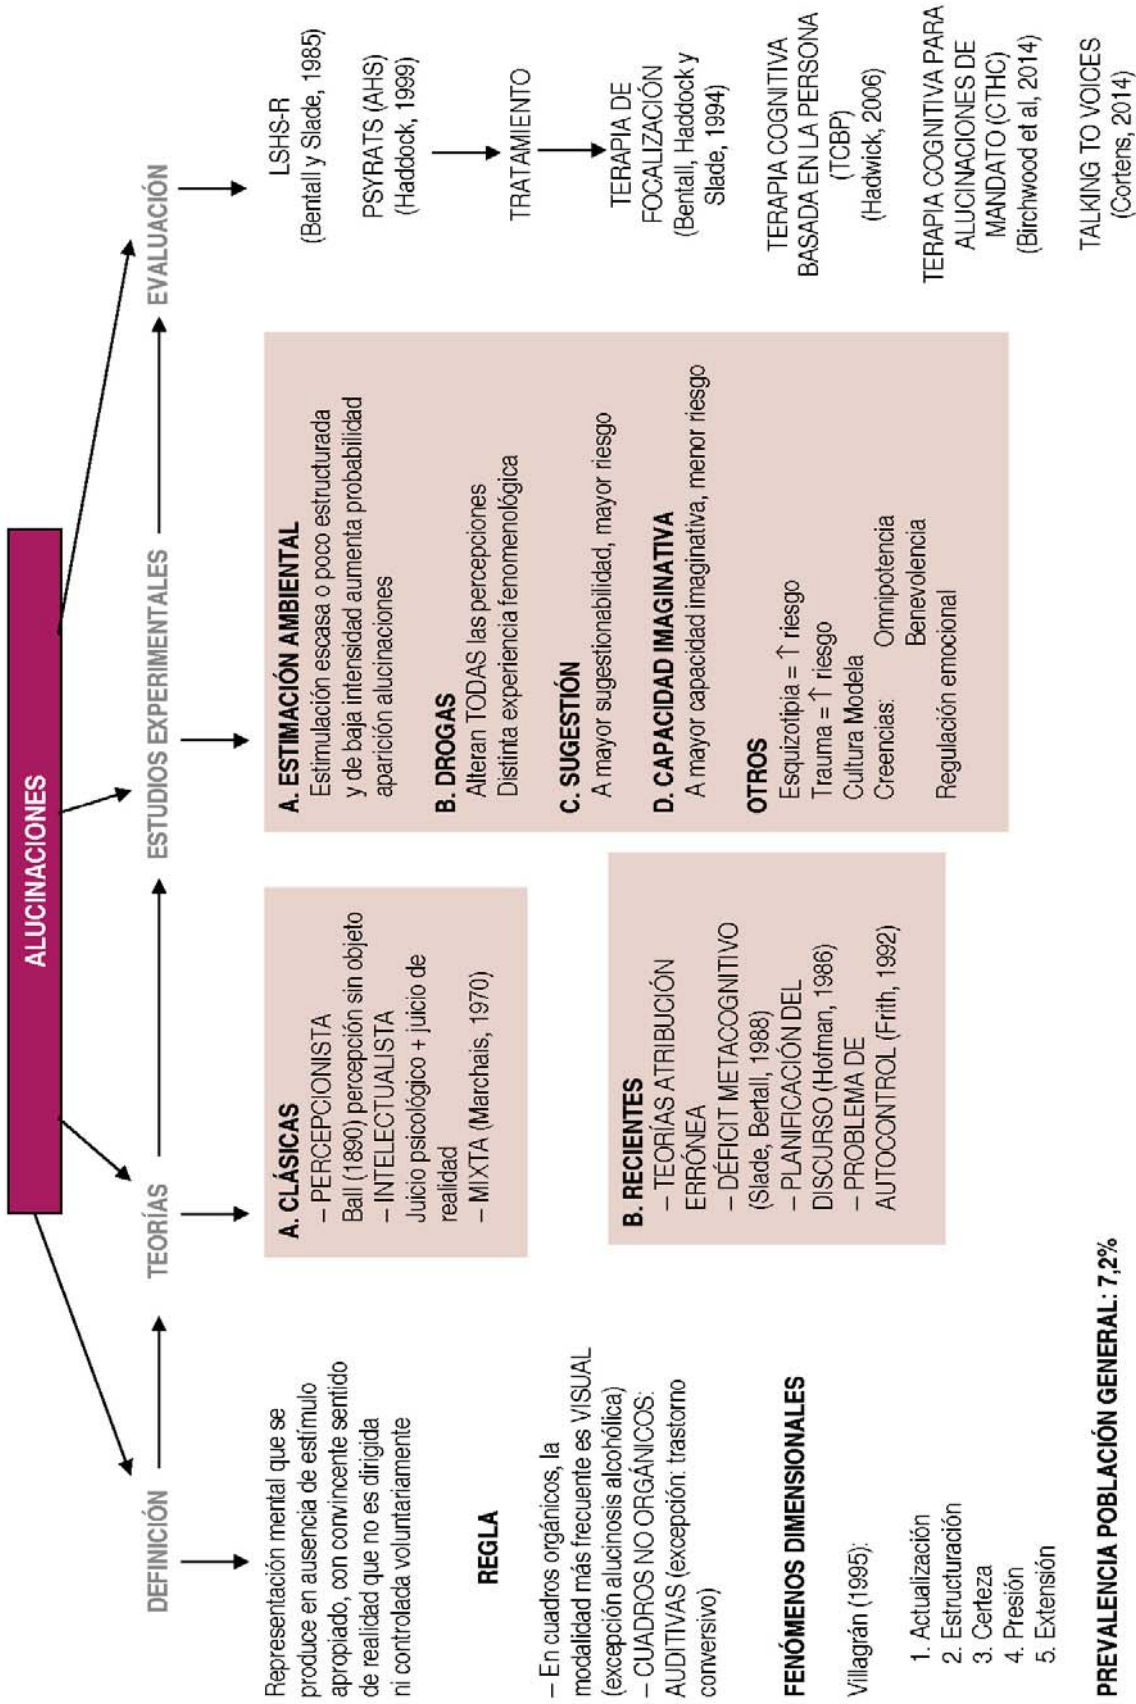 ALUCINACIONES
DEFINICIÓN
Representación mental que se
produce en ausencia de estímulo
apropiado, con convincente sentido
de realidad que no es dirigida
ni controlada voluntariamente
REGLA
– En cuadros orgánicos, la
modalidad más frecuente es VISUAL
(excepción alucinosis alcohólica)
– CUADROS NO ORGÁNICOS:
AUDITIVAS (excepción: trastorno
conversivo)
FENÓMENOS DIMENSIONALES
Villagrán (1995):
1. Actualización
2. Estructuración
3. Certeza
4. Presión
5. Extensión
PREVALENCIA POBLACIÓN GENERAL: 7,2%
TEORÍAS
A. CLÁSICAS
– PERCEPCIONISTA
Ball (1890) percepción sin objeto
– INTELECTUALISTA
Juicio psicológico + juicio de
realidad
– MIXTA (Marchais, 1970)
B. RECIENTES
– TEORÍAS ATRIBUCIÓN
ERRÓNEA
– DÉFICIT METACOGNITIVO
(Slade, Bertall, 1988)
– PLANIFICACIÓN DEL
DISCURSO (Hofman, 1986)
– PROBLEMA DE
AUTOCONTROL (Frith, 1992)
ESTUDIOS EXPERIMENTALES
A. ESTIMACIÓN AMBIENTAL
Estimulación escasa o poco estructurada
y de baja intensidad aumenta probabilidad
aparición alucinaciones
B. DROGAS
Alteran TODAS las percepciones
Distinta experiencia fenomenológica
C. SUGESTIÓN
A mayor sugestionabilidad, mayor riesgo
D. CAPACIDAD IMAGINATIVA
A mayor capacidad imaginativa, menor riesgo
OTROS
Esquizotipia = ↑ riesgo
Trauma = ↑ riesgo
Cultura Modela
Creencias: Omnipotencia
Benevolencia
Regulación emocional
EVALUACIÓN
LSHS-R
(Bentall y Slade, 1985)
PSYRATS (AHS)
(Haddock, 1999)
TRATAMIENTO
TERAPIA DE
FOCALIZACIÓN
(Bentall, Haddock y
Slade, 1994)
TERAPIA COGNITIVA
BASADA EN LA PERSONA
(TCBP)
(Hadwick, 2006)
TERAPIA COGNITIVA PARA
ALUCINACIONES DE
MANDATO (CTHC)
(Birchwood et al, 2014)
TALKING TO VOICES
(Cortens, 2014)